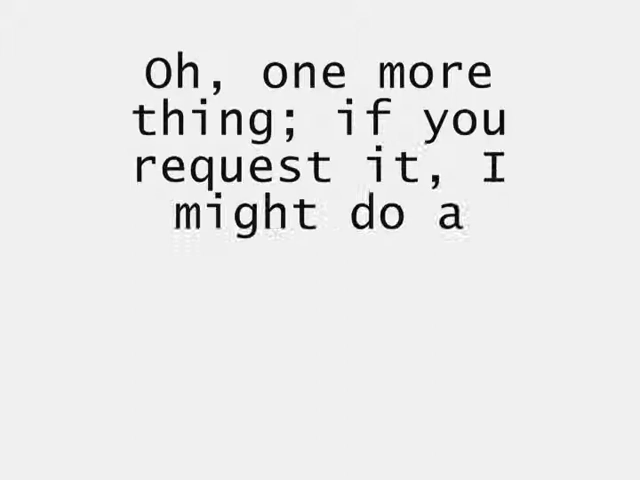 Oh, one more
thing; if you
request it, I
might do a